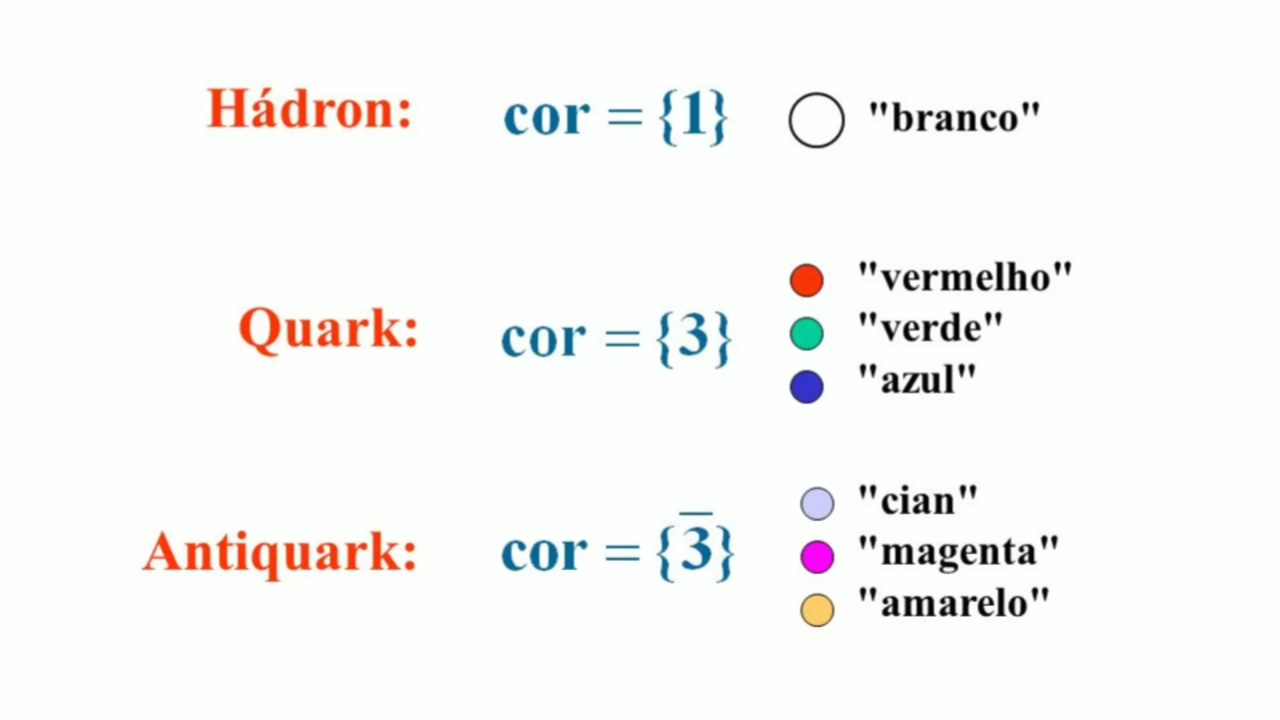 Hádron: cor = {1} "branco"
Quark: cor = {3} "vermelho"
"verde"
"azul"
Antiquark: cor = {3̅} "cian"
"magenta"
"amarelo"